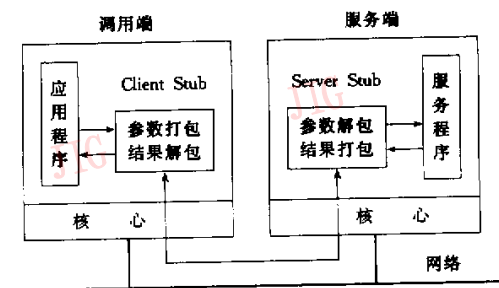 调用端
服务端
应用程序
Client Stub
参数打包
结果解包
JIG
核 心
Server Stub
参数解包
结果打包
服务程序
JIG
核 心
网络